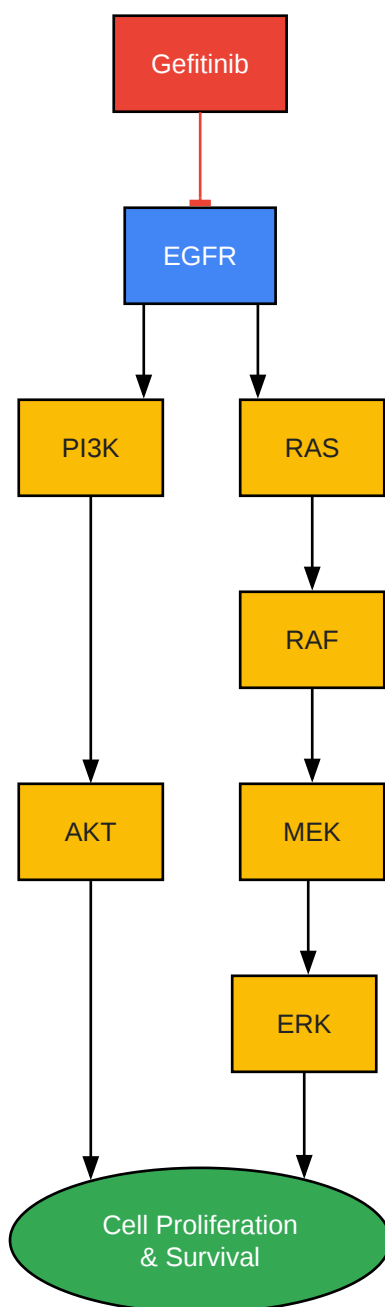 Gefitinib
EGFR
PI3K
RAS
RAF
AKT
MEK
ERK
Cell Proliferation
& Survival